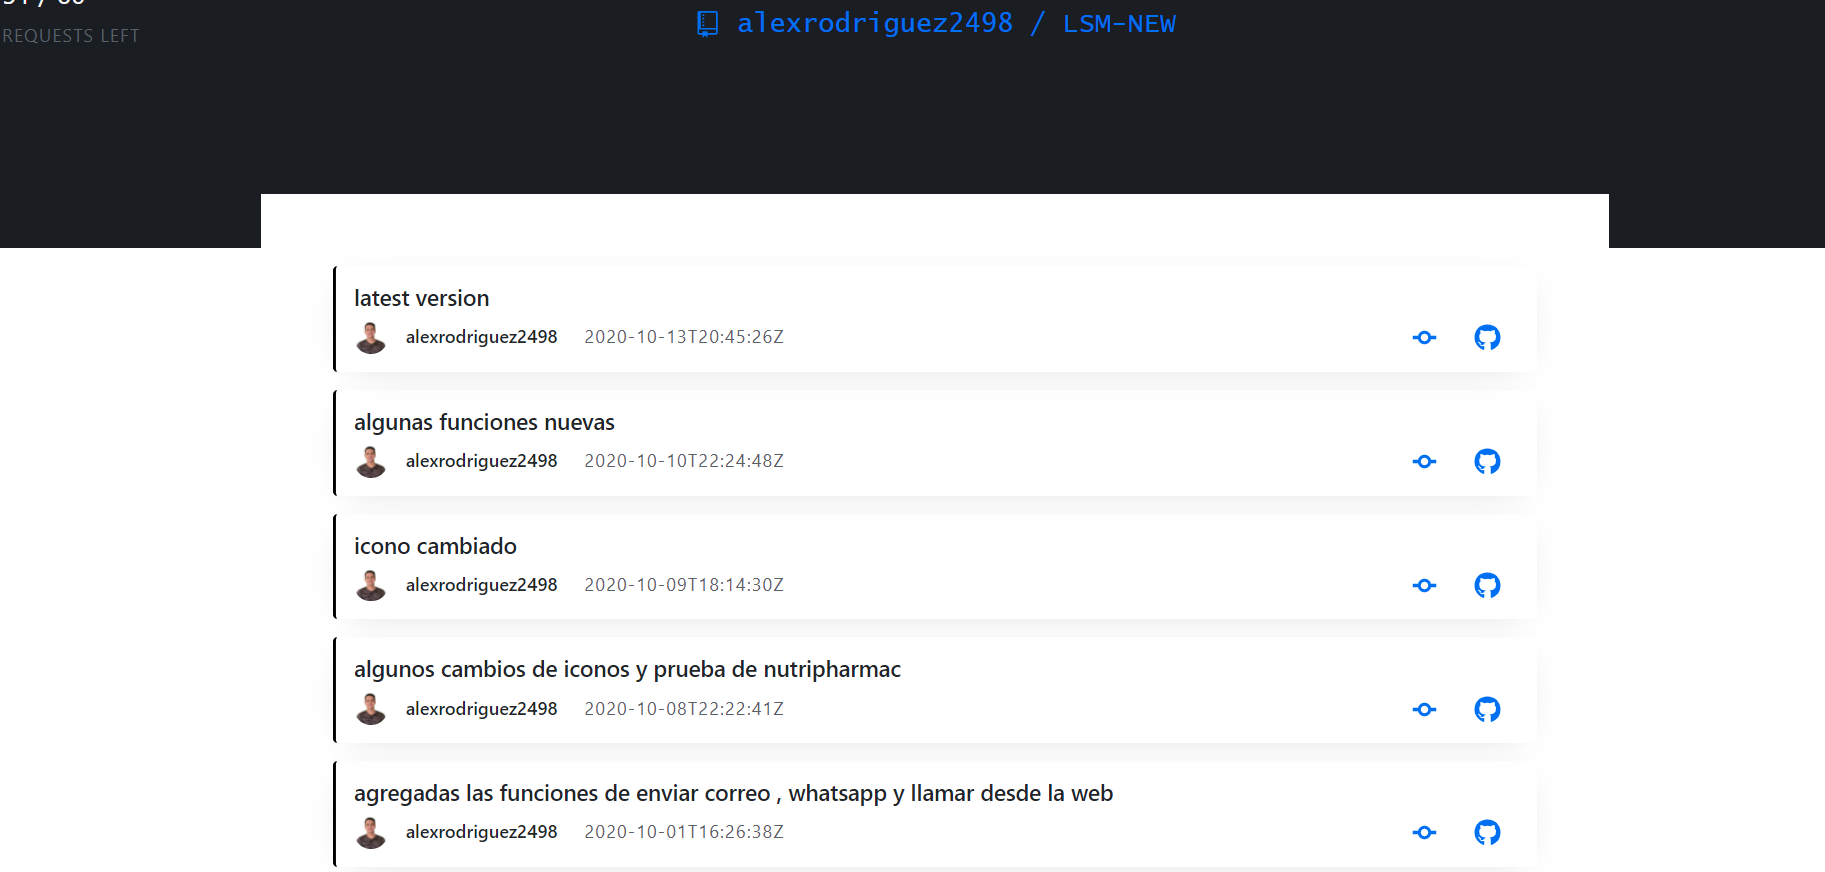 REQUESTS LEFT
alexrodriguez2498 / LSM-NEW
latest version
alexrodriguez2498 2020-10-13T20:45:26Z
algunas funciones nuevas
alexrodriguez2498 2020-10-10T22:24:48Z
icono cambiado
alexrodriguez2498 2020-10-09T18:14:30Z
algunos cambios de iconos y prueba de nutripharmac
alexrodriguez2498 2020-10-08T22:22:41Z
agregadas las funciones de enviar correo , whatsapp y llamar desde la web
alexrodriguez2498 2020-10-01T16:26:38Z